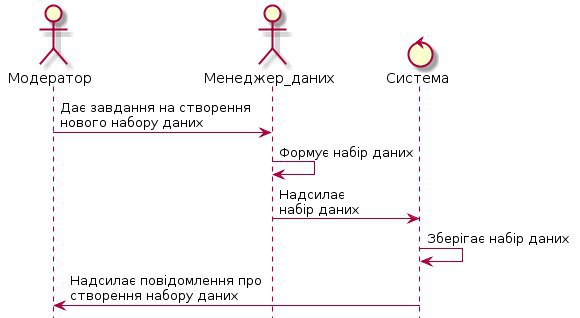 Модератор
Менеджер_даних
Система
Дає завдання на створення
нового набору даних
Формує набір даних
Надсилає
набір даних
Зберігає набір даних
Надсилає повідомлення про
створення набору даних